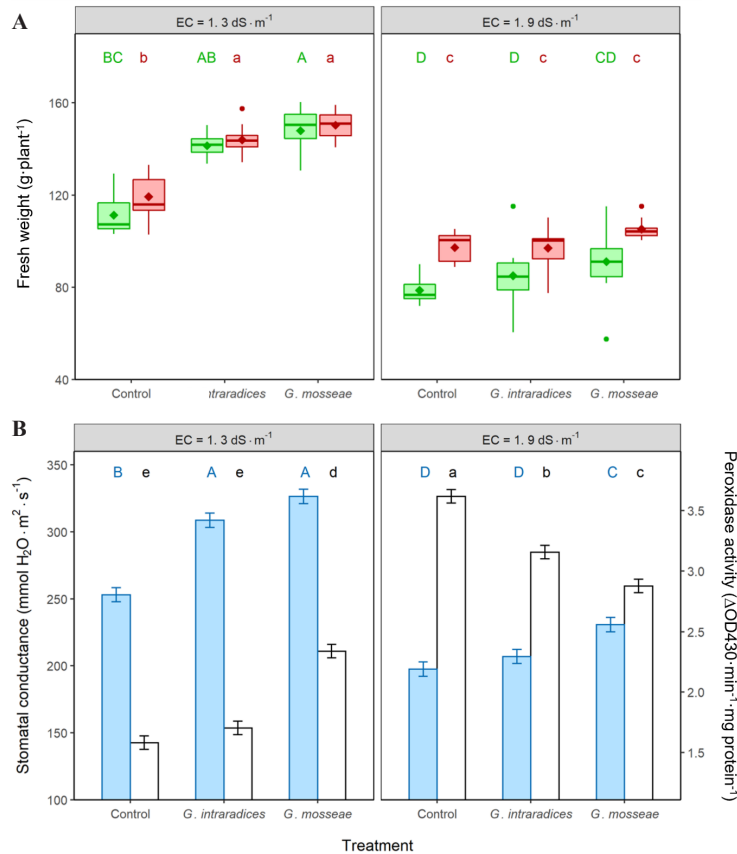 A
EC = 1. 3 dS · m⁻¹
EC = 1. 9 dS · m⁻¹
BC b AB a A a
D c D c CD c
Fresh weight (g·plant⁻¹)
160
120
80
40
Control ntraradices G. mosseae
Control G. intraradices G. mosseae
B
EC = 1. 3 dS · m⁻¹
EC = 1. 9 dS · m⁻¹
B e A e A d
D a D b C c
Stomatal conductance (mmol H₂O · m² · s⁻¹)
350
300
250
200
150
100
Peroxidase activity (ΔOD430·min⁻¹·mg protein⁻¹)
3.5
3.0
2.5
2.0
1.5
Control G. intraradices G. mosseae
Control G. intraradices G. mosseae
Treatment